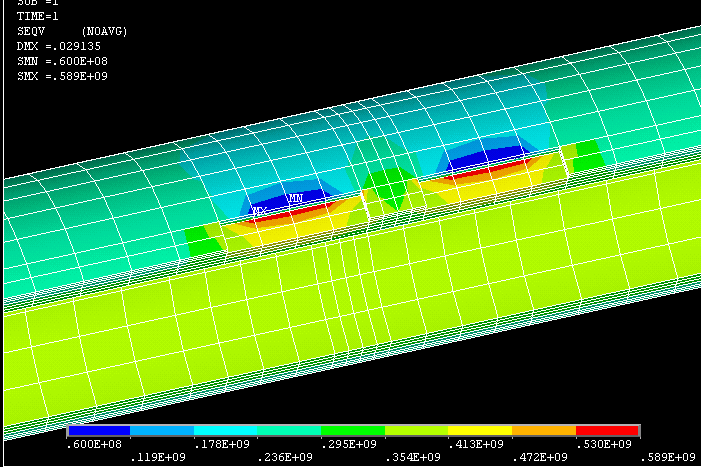 SUB =1
TIME=1
SEQV (NOAVG)
DMX =.029135
SMN =.600E+08
SMX =.589E+09
MN
MX
.600E+08 .178E+09 .295E+09 .413E+09 .530E+09
.119E+09 .236E+09 .354E+09 .472E+09 .589E+09